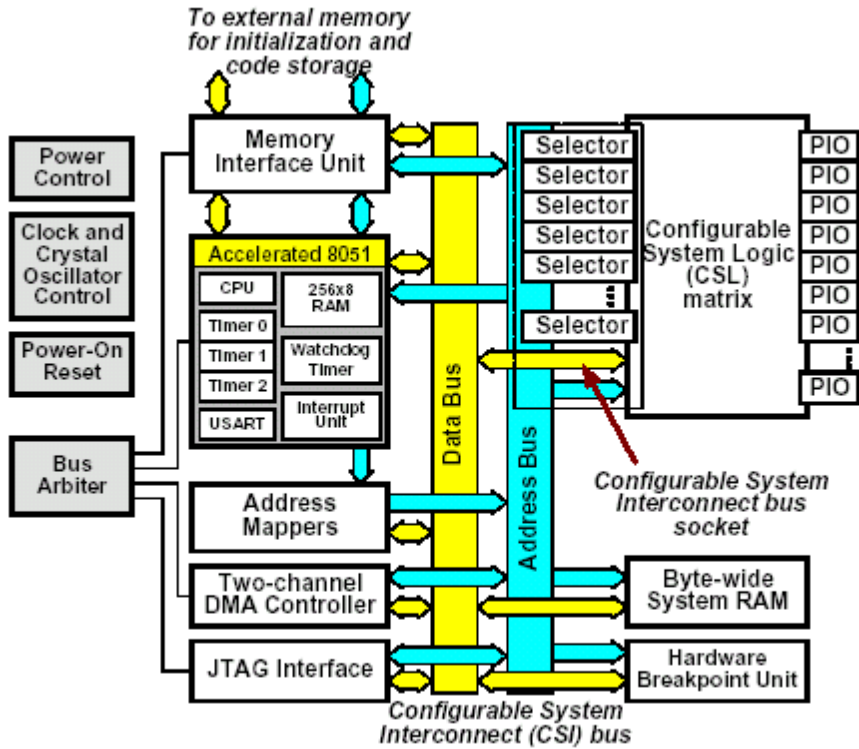 To external memory
for initialization and
code storage
Power
Control
Clock and
Crystal
Oscillator
Control
Power-On
Reset
Bus
Arbiter
Memory
Interface Unit
Accelerated 8051
CPU
Timer 0
Timer 1
Timer 2
USART
256x8
RAM
Watchdog
Timer
Interrupt
Unit
Address
Mappers
Two-channel
DMA Controller
JTAG Interface
Data Bus
Address Bus
Selector
Selector
Selector
Selector
Selector
Selector
Configurable
System Logic
(CSL)
matrix
PIO
PIO
PIO
PIO
PIO
PIO
PIO
PIO
Configurable System
Interconnect bus
socket
Byte-wide
System RAM
Hardware
Breakpoint Unit
Configurable System
Interconnect (CSI) bus